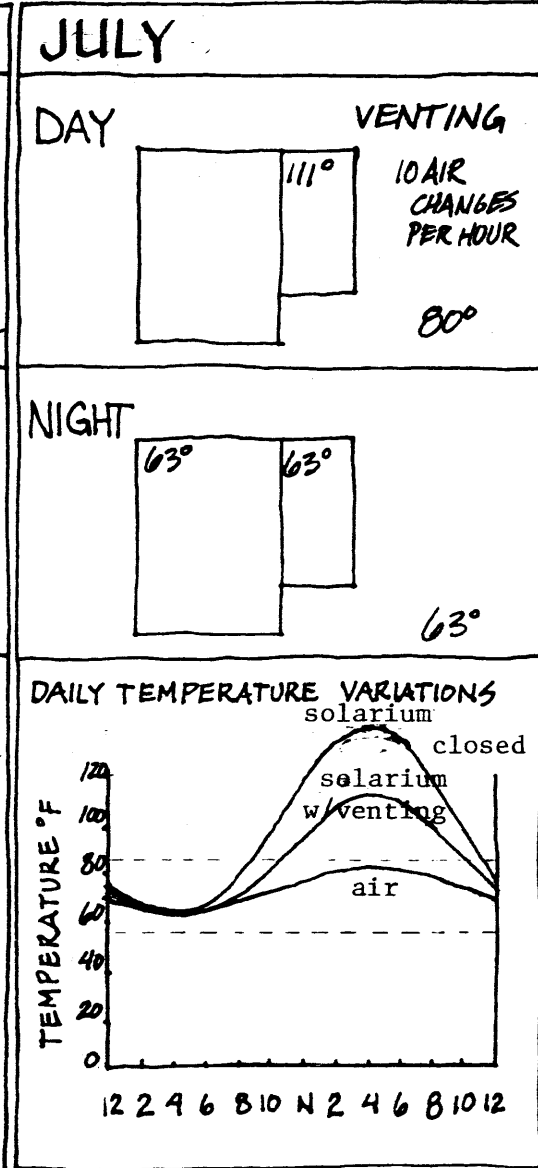 JULY
DAY
VENTING
111°
10 AIR
CHANGES
PER HOUR
80°
NIGHT
63°
63°
63°
DAILY TEMPERATURE VARIATIONS
solarium
closed
solarium
w/venting
air
TEMPERATURE °F
120
100
80
60
40
20
0
12 2 4 6 8 10 N 2 4 6 8 10 12